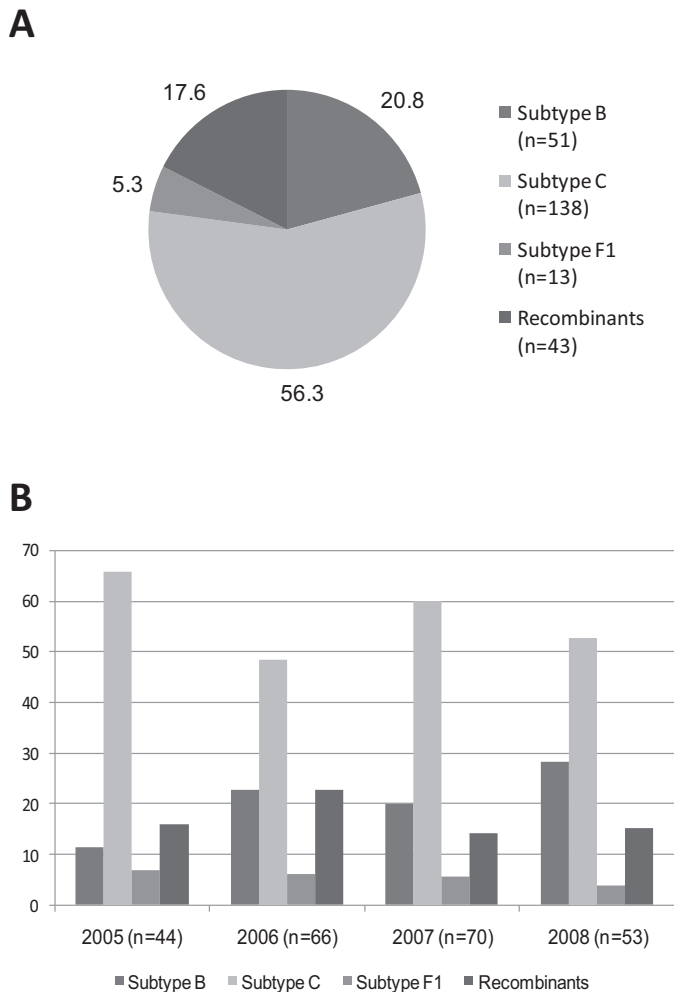 A
17.6
20.8
5.3
56.3
Subtype B
(n=51)
Subtype C
(n=138)
Subtype F1
(n=13)
Recombinants
(n=43)
B
70
60
50
40
30
20
10
0
2005 (n=44) 2006 (n=66) 2007 (n=70) 2008 (n=53)
Subtype B Subtype C Subtype F1 Recombinants